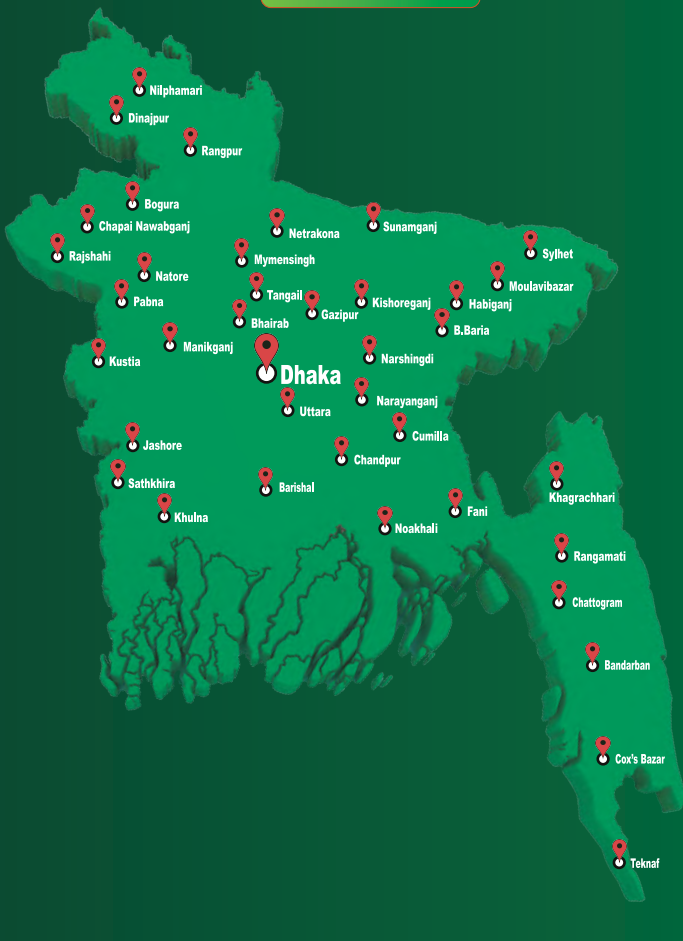 Nilphamari
Dinajpur
Rangpur
Bogura
Chapai Nawabganj
Sunamganj
Netrakona
Rajshahi
Mymensingh
Sylhet
Natore
Moulavibazar
Tangail
Pabna
Kishoreganj
Habiganj
Gazipur
Bhairab
B.Baria
Manikganj
Narshingdi
Kustia
Dhaka
Narayanganj
Uttara
Cumilla
Jashore
Chandpur
Sathkhira
Barishal
Khagrachhari
Fani
Khulna
Noakhali
Rangamati
Chattogram
Bandarban
Cox's Bazar
Teknaf